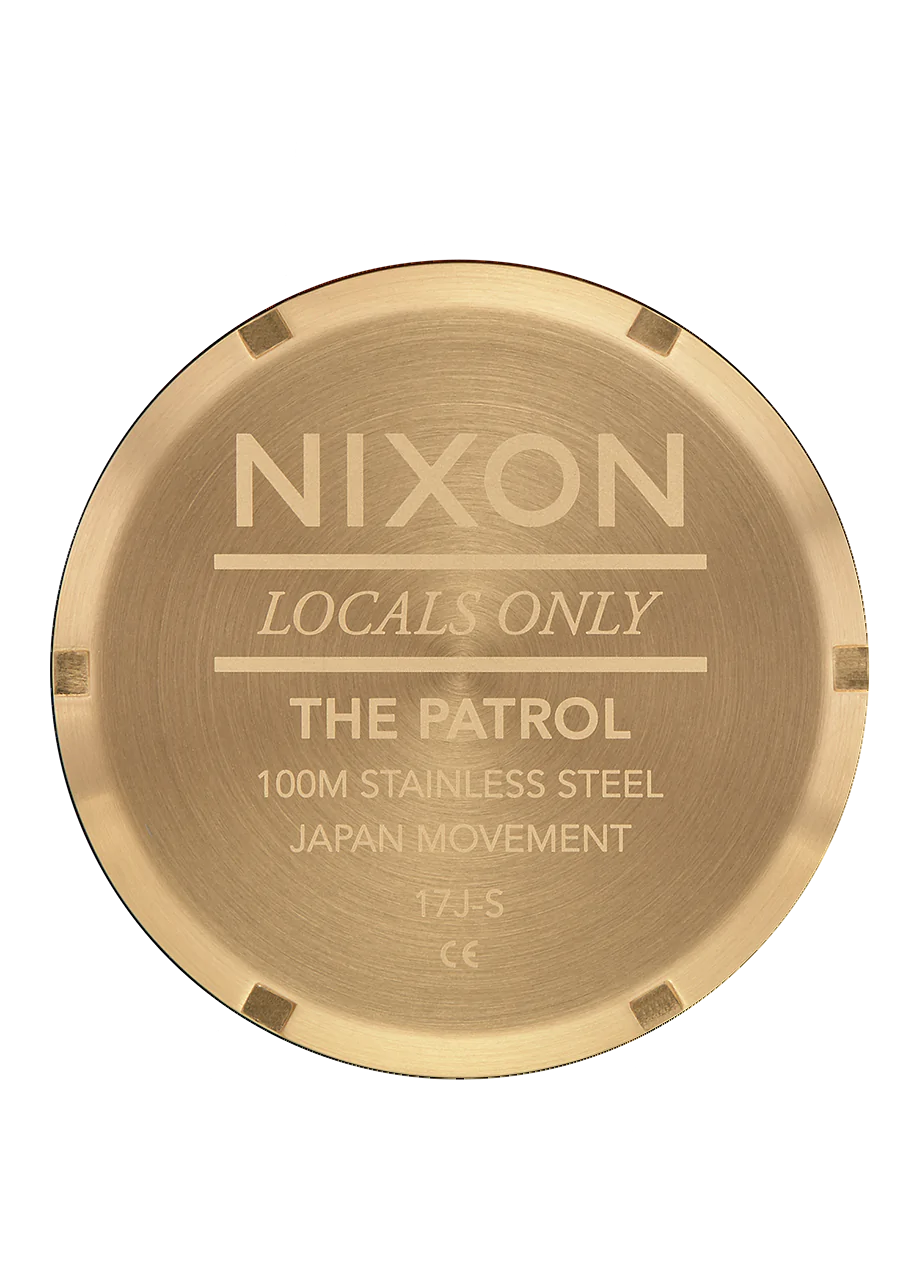 NIXON
LOCALS ONLY
THE PATROL
100M STAINLESS STEEL
JAPAN MOVEMENT
17J-S
CE